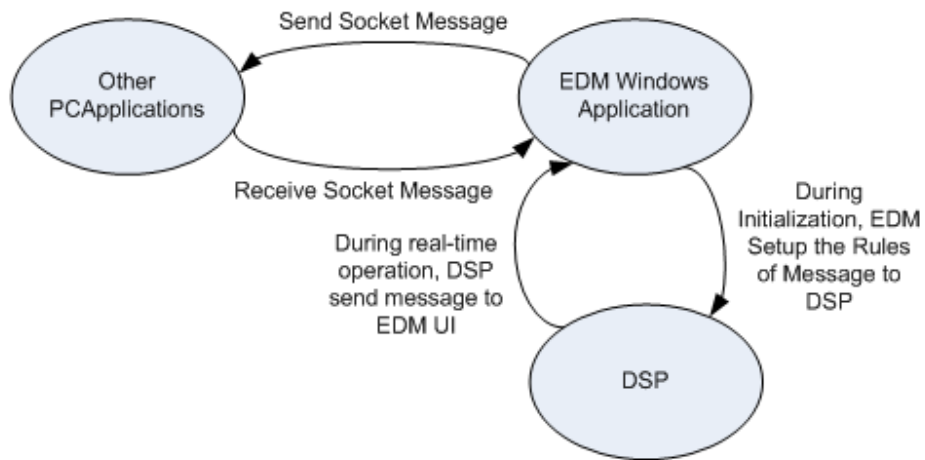 Send Socket Message
Other
PCApplications
EDM Windows
Application
Receive Socket Message
During real-time
operation, DSP
send message to
EDM UI
During
Initialization, EDM
Setup the Rules
of Message to
DSP
DSP